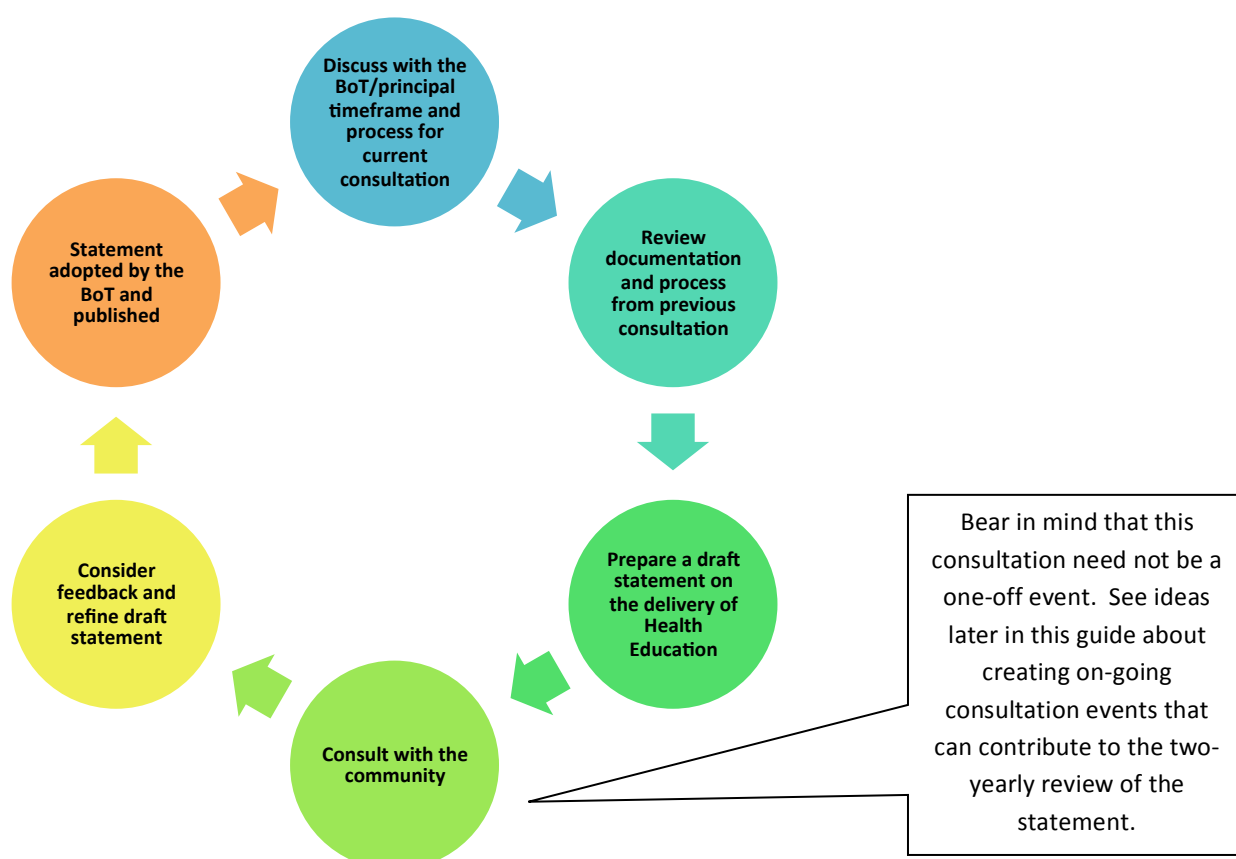 Discuss with the
BoT/principal
timeframe and
process for
current
consultation
Review
documentation
and process
from previous
consultation
Prepare a draft
statement on
the delivery of
Health
Education
Consult with the
community
Consider
feedback and
refine draft
statement
Statement
adopted by the
BoT and
published
Bear in mind that this
consultation need not be a
one-off event.  See ideas
later in this guide about
creating on-going
consultation events that
can contribute to the two-
yearly review of the
statement.